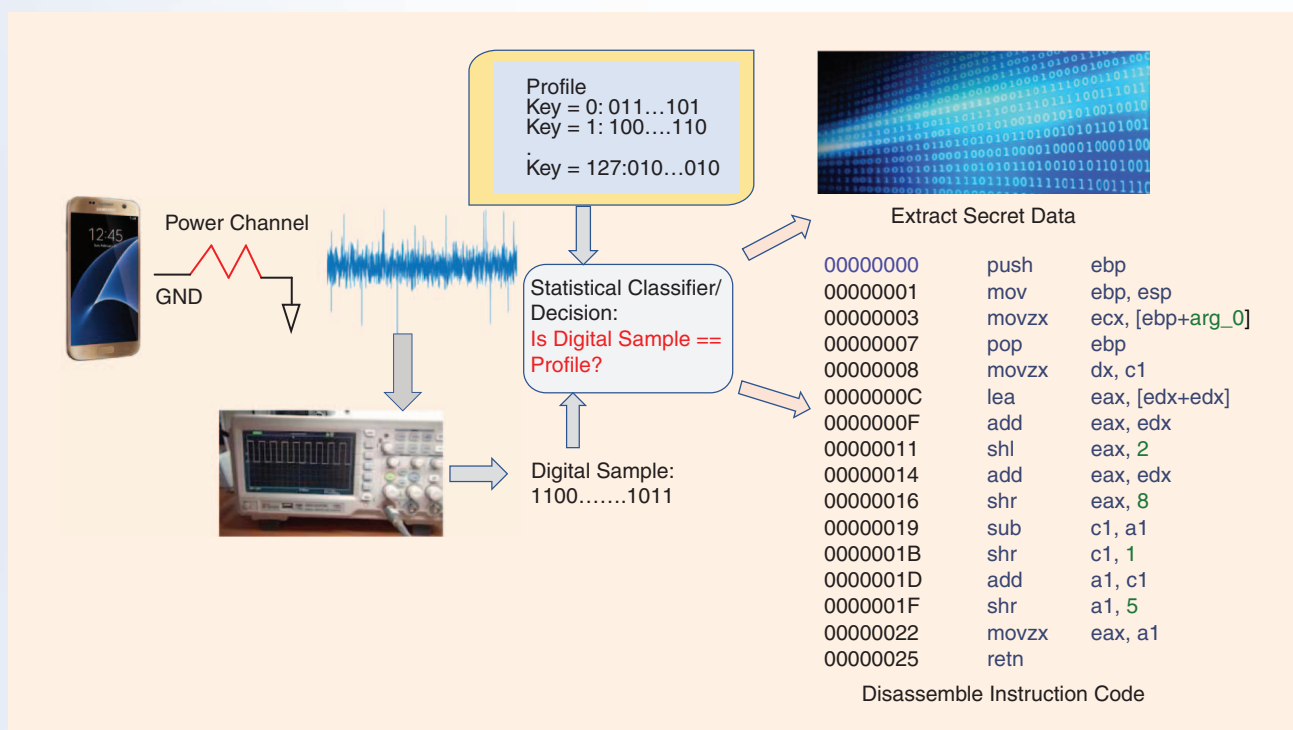 Profile
Key = 0: 011…101
Key = 1: 100….110
.
Key = 127:010…010
Power Channel
12:45
GND
Statistical Classifier/
Decision:
Is Digital Sample ==
Profile?
Digital Sample:
1100…….1011
Extract Secret Data
00000000 push ebp
00000001 mov ebp, esp
00000003 movzx ecx, [ebp+arg_0]
00000007 pop ebp
00000008 movzx dx, c1
0000000C lea eax, [edx+edx]
0000000F add eax, edx
00000011 shl eax, 2
00000014 add eax, edx
00000016 shr eax, 8
00000019 sub c1, a1
0000001B shr c1, 1
0000001D add a1, c1
0000001F shr a1, 5
00000022 movzx eax, a1
00000025 retn
Disassemble Instruction Code